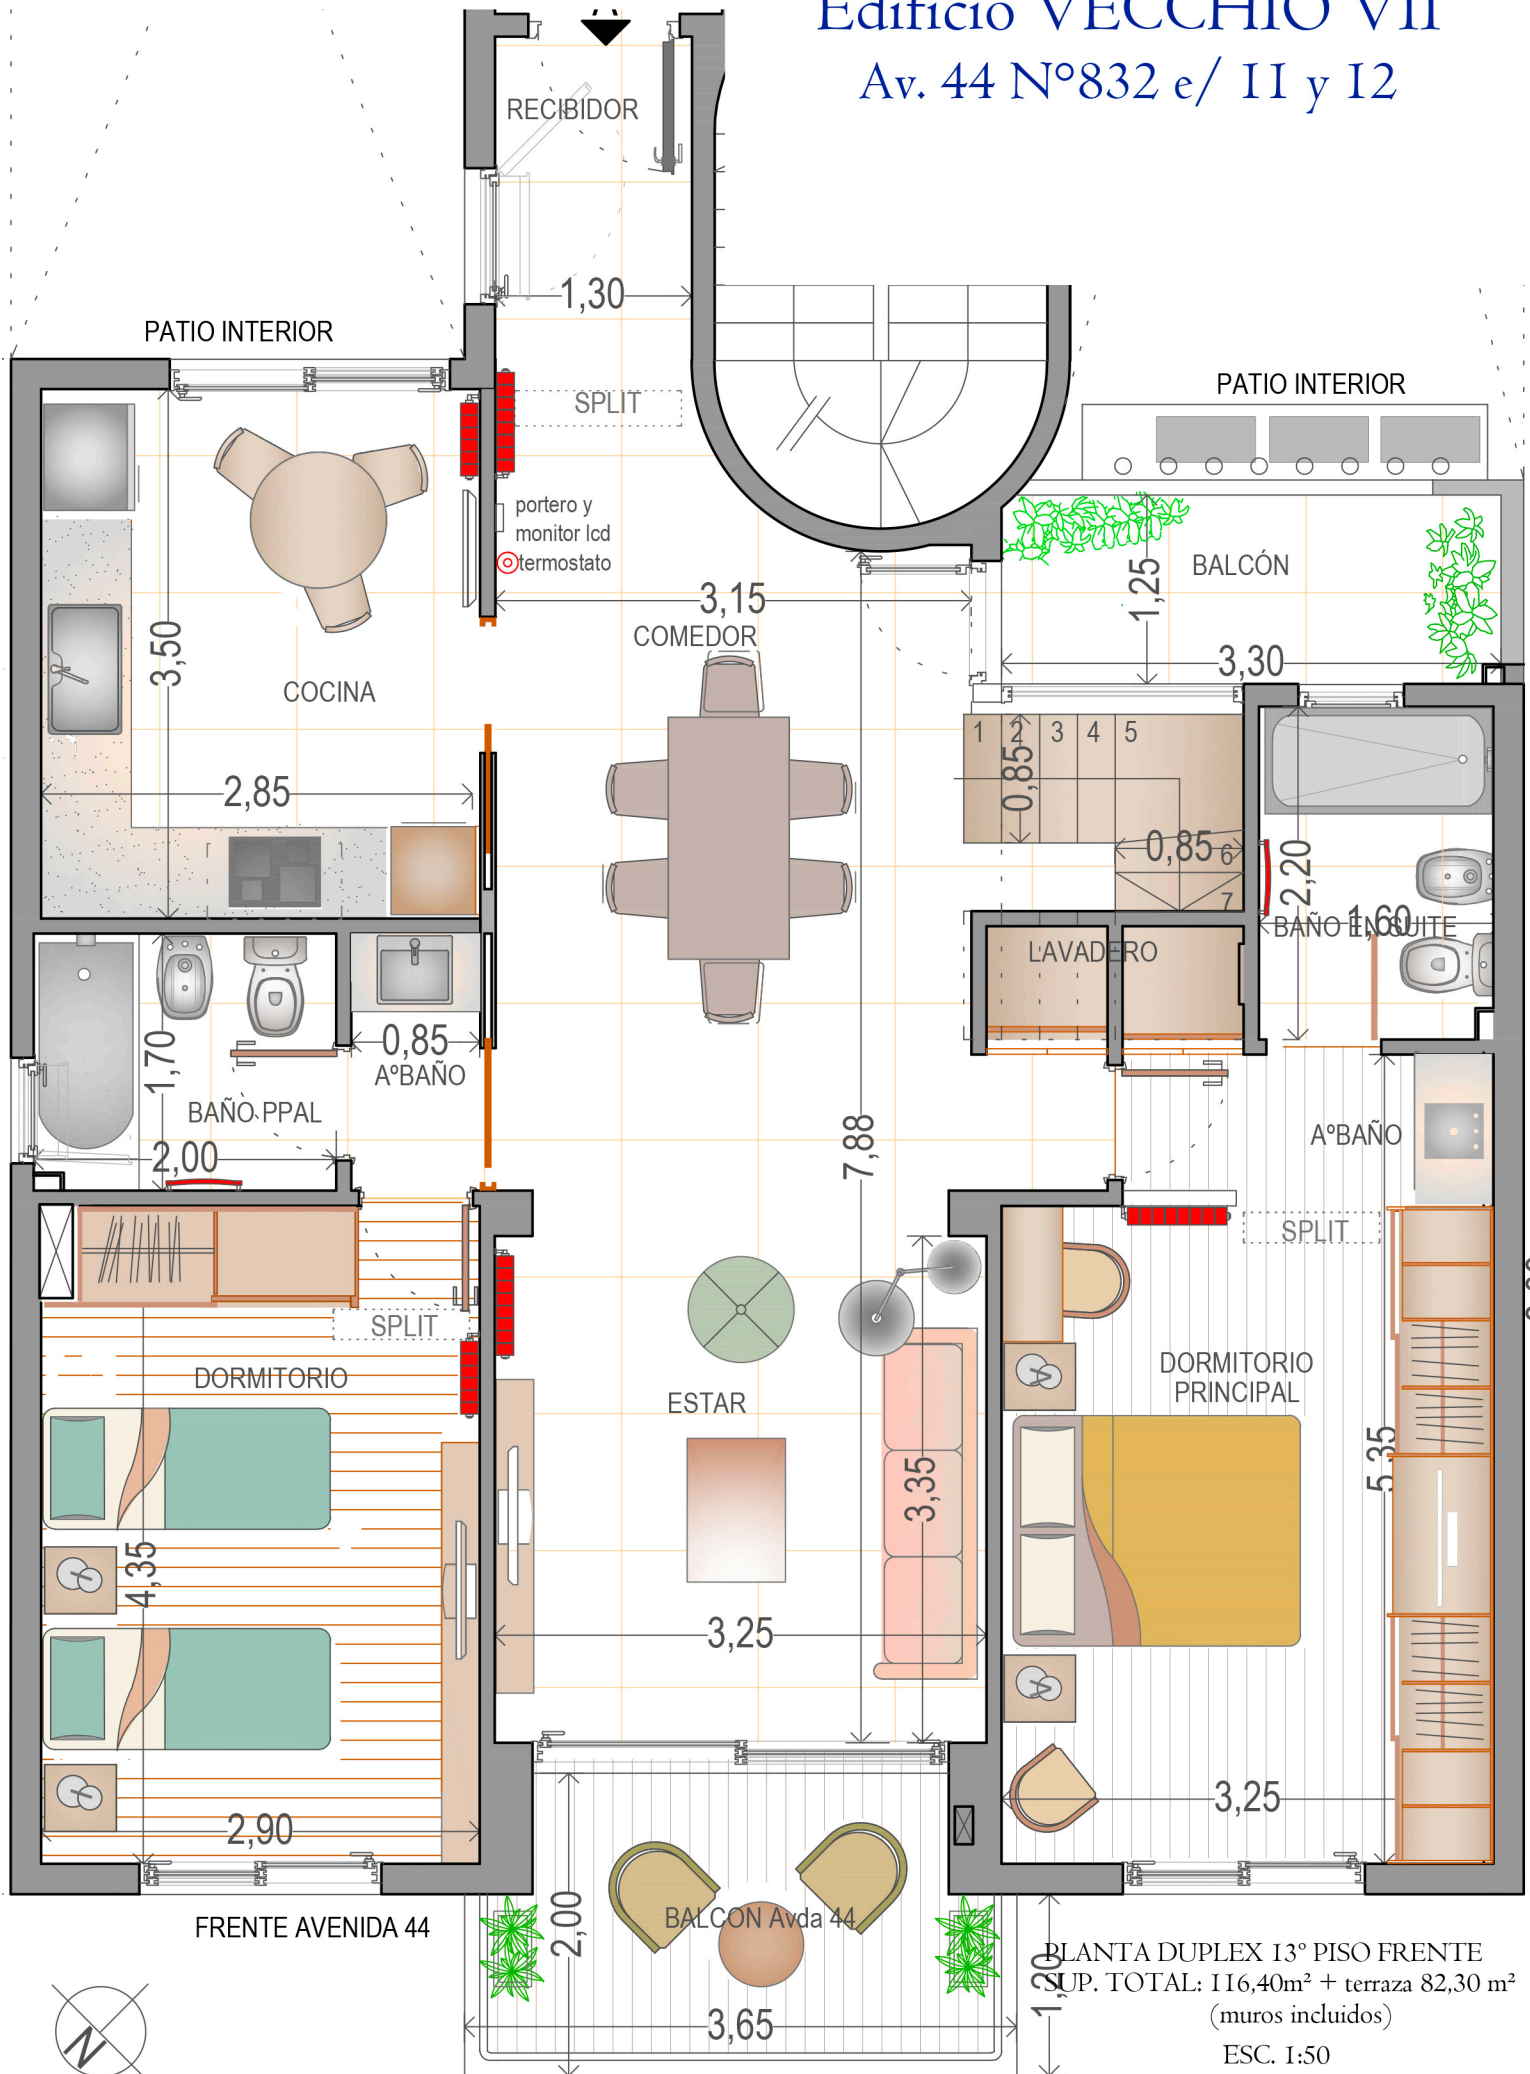 Edificio VECCHIO VII
Av. 44 N°832 e/ 11 y 12
RECIBIDOR
1,30
PATIO INTERIOR
SPLIT
PATIO INTERIOR
portero y
monitor lcd
termostato
3,15
COMEDOR
BALCÓN
1,25
3,30
3,50
COCINA
2,85
1 2 3 4 5
0,85
0,85 6
7
2,20
1,60
BAÑO EN SUITE
LAVADERO
0,85
AºBAÑO
1,70
BAÑO PPAL
2,00
7,88
AºBAÑO
SPLIT
SPLIT
DORMITORIO
ESTAR
DORMITORIO
PRINCIPAL
3,35
5,35
4,35
3,25
3,25
2,90
FRENTE AVENIDA 44
2,00
BALCON Avda 44
3,65
1,20
PLANTA DUPLEX 13° PISO FRENTE
SUP. TOTAL: 116,40m² + terraza 82,30 m²
(muros incluidos)
ESC. 1:50
N